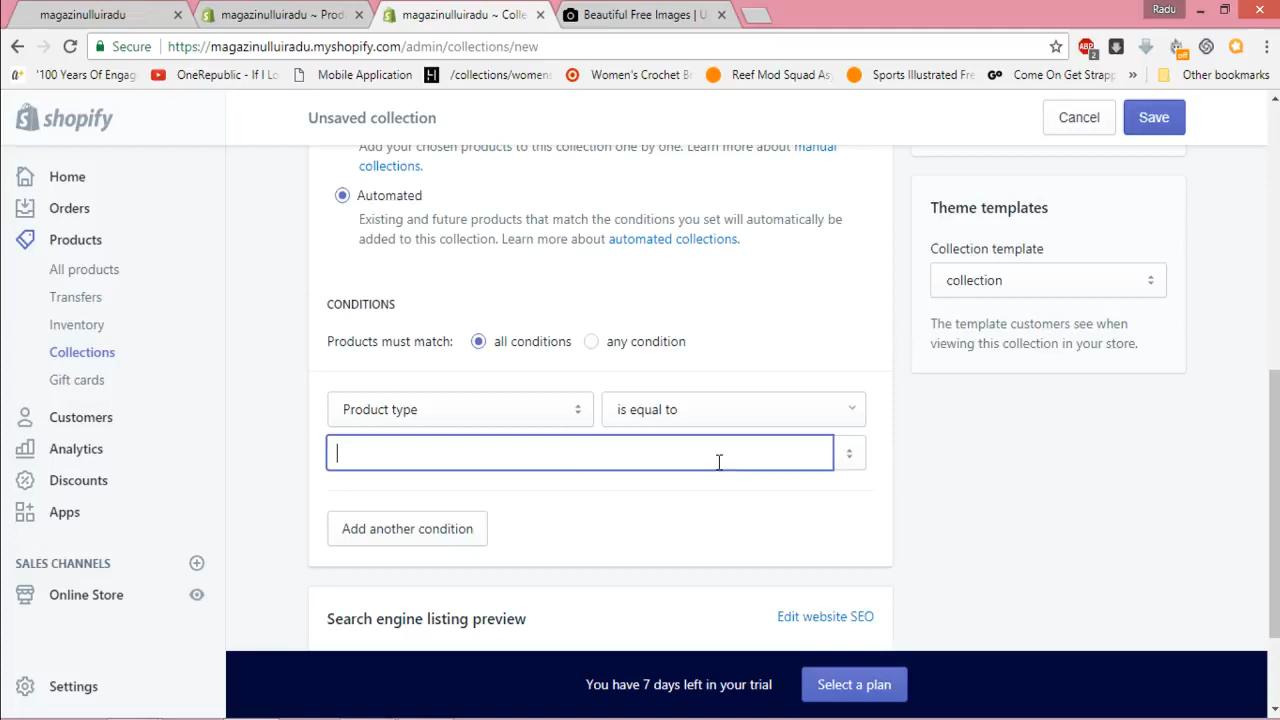 magazinulluiradu
magazinulluiradu ~ Prod
magazinulluiradu ~ Colle
Beautiful Free Images | U
Radu
Secure
https://magazinulluiradu.myshopify.com/admin/collections/new
ABP
2
off
'100 Years Of Engag
OneRepublic - If I Lo
Mobile Application
/collections/womens
Women's Crochet Br
Reef Mod Squad As
Sports Illustrated Fre
Come On Get Strapp
»
Other bookmarks
shopify
Unsaved collection
Cancel
Save
Home
Orders
Products
All products
Transfers
Inventory
Collections
Gift cards
Customers
Analytics
Discounts
Apps
SALES CHANNELS
Online Store
Settings
Add your chosen products to this collection one by one. Learn more about manual
collections.
Automated
Existing and future products that match the conditions you set will automatically be
added to this collection. Learn more about automated collections.
CONDITIONS
Products must match: all conditions any condition
Product type
is equal to
Add another condition
Search engine listing preview
Edit website SEO
Theme templates
Collection template
collection
The template customers see when
viewing this collection in your store.
You have 7 days left in your trial
Select a plan